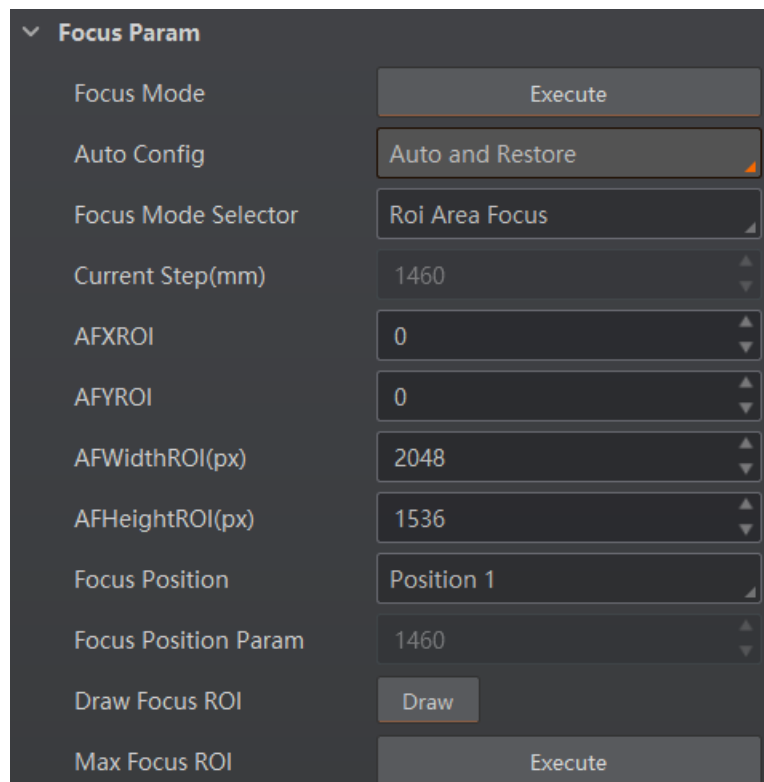 Focus Param
Focus Mode Execute
Auto Config Auto and Restore
Focus Mode Selector Roi Area Focus
Current Step(mm) 1460
AFXROI 0
AFYROI 0
AFWidthROI(px) 2048
AFHeightROI(px) 1536
Focus Position Position 1
Focus Position Param 1460
Draw Focus ROI Draw
Max Focus ROI Execute